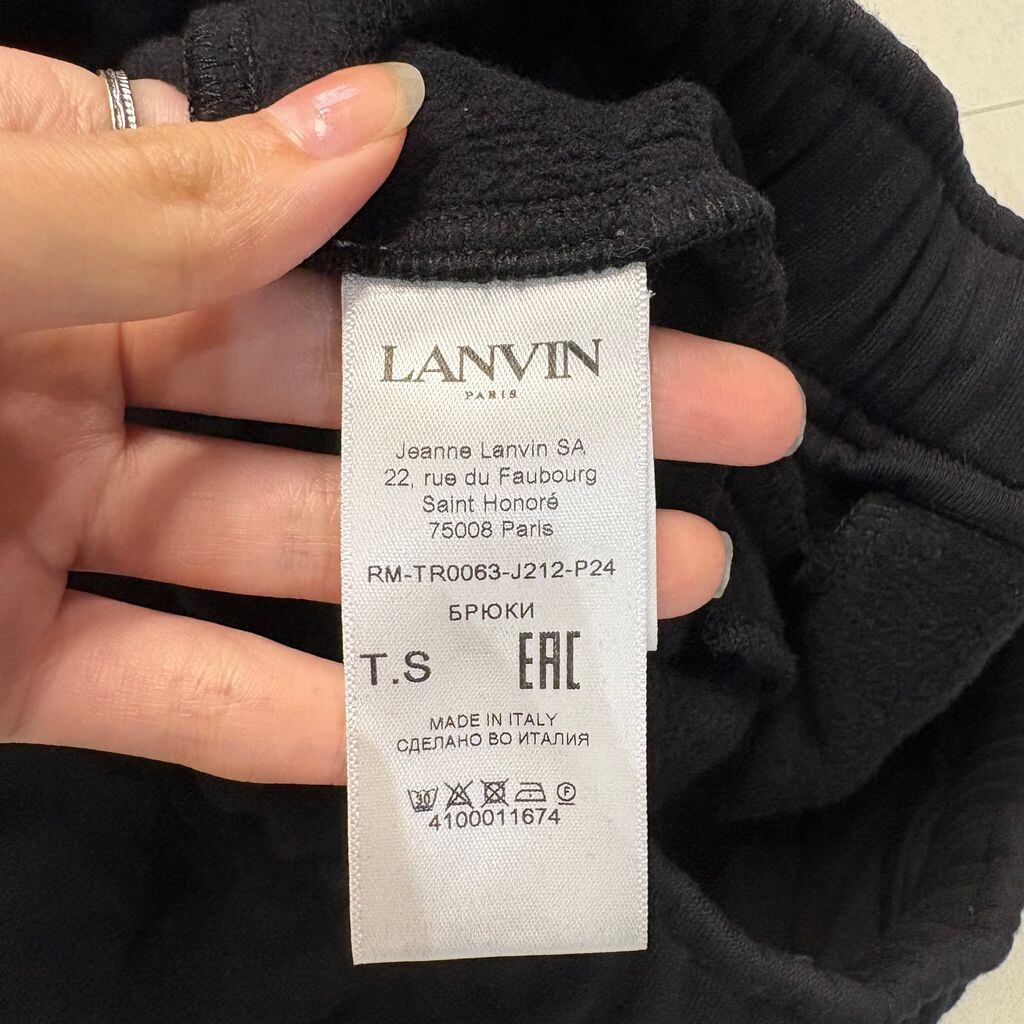 LANVIN
PARIS
Jeanne Lanvin SA
22, rue du Faubourg
Saint Honoré
75008 Paris
RM-TR0063-J212-P24
БРЮКИ
T.S EAC
MADE IN ITALY
СДЕЛАНО ВО ИТАЛИЯ
30 F
4100011674